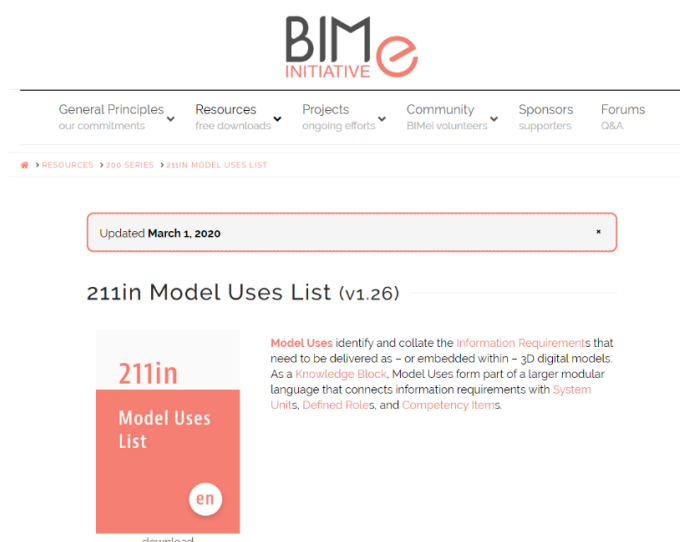 BIMe
INITIATIVE
General Principles Resources Projects Community Sponsors Forums
our commitments free downloads ongoing efforts BIMei volunteers supporters Q&A
RESOURCES > 200 SERIES > 211IN MODEL USES LIST
Updated March 1, 2020 ×
211in Model Uses List (v1.26)
211in
Model Uses
List
en
download
Model Uses identify and collate the Information Requirements that
need to be delivered as – or embedded within – 3D digital models.
As a Knowledge Block, Model Uses form part of a larger modular
language that connects information requirements with System
Units, Defined Roles, and Competency Items.